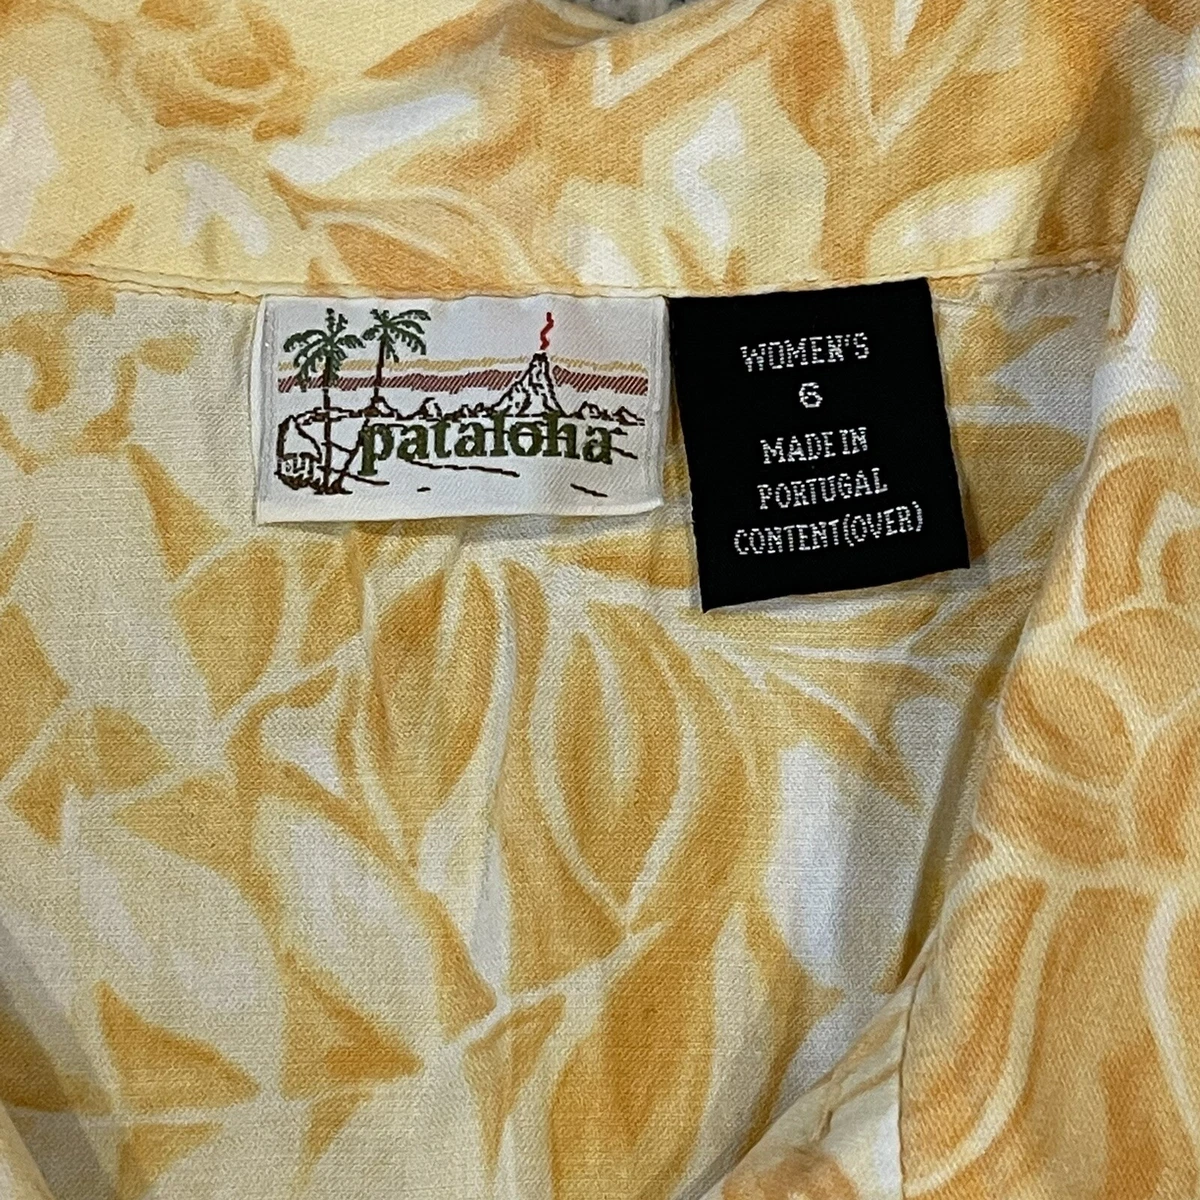 pataloha
WOMEN'S
6
MADE IN
PORTUGAL
CONTENT(OVER)